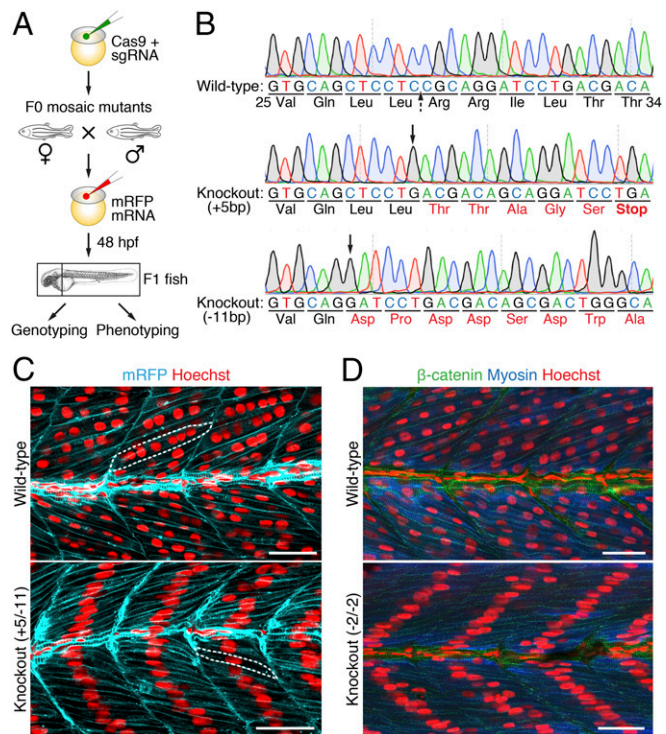 A
Cas9 +
sgRNA
F0 mosaic mutants
♀ × ♂
mRFP
mRNA
48 hpf
F1 fish
Genotyping Phenotyping
B
Wild-type: GTGCAGCTCCTCCGCAGGATCCTGACGACA
25 Val Gln Leu Leu Arg Arg Ile Leu Thr Thr 34
Knockout: GTGCAGCTCCTGACGACAGCAGGATCCTGA
(+5bp) Val Gln Leu Leu Thr Thr Ala Gly Ser Stop
Knockout: GTGCAGGATCCTGACGACAGCGACTGGGCA
(-11bp) Val Gln Asp Pro Asp Asp Ser Asp Trp Ala
C mRFP Hoechst
Wild-type
Knockout (+5/-11)
D β-catenin Myosin Hoechst
Wild-type
Knockout (-2/-2)